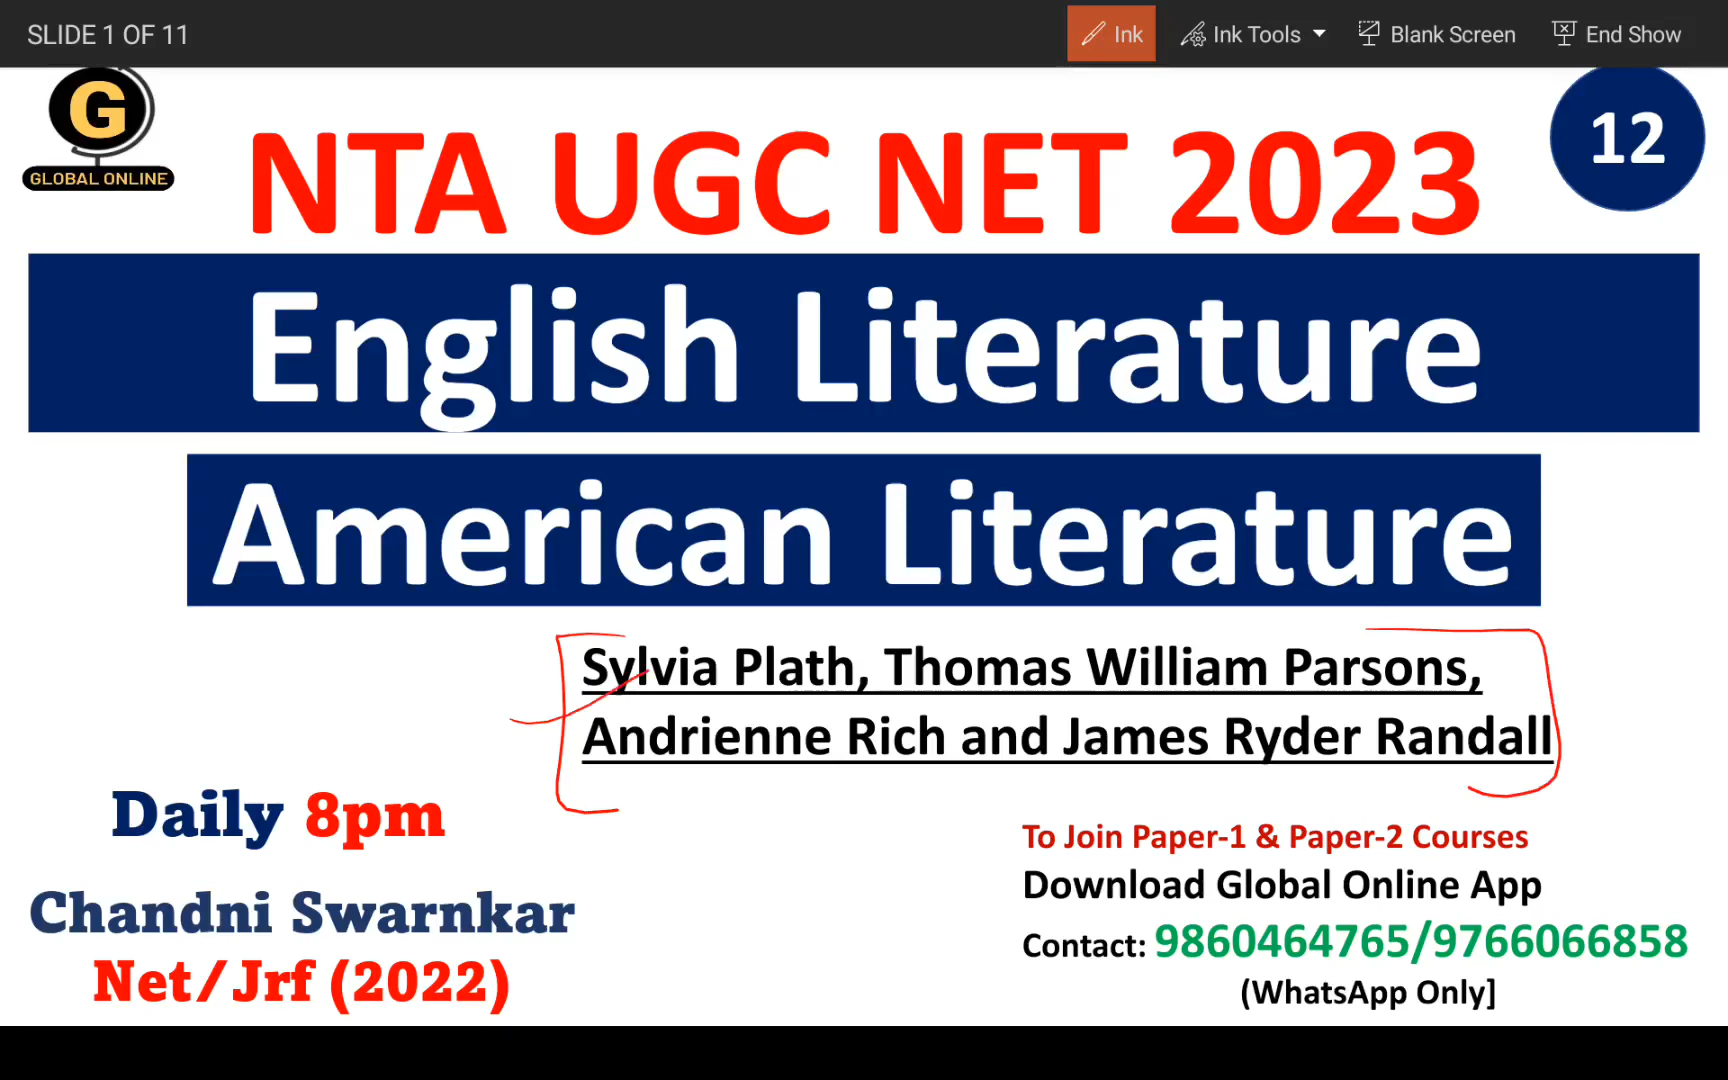 SLIDE 1 OF 11
Ink
Ink Tools
Blank Screen
End Show
G
GLOBAL ONLINE
12
NTA UGC NET 2023
English Literature
American Literature
Sylvia Plath, Thomas William Parsons,
Andrienne Rich and James Ryder Randall
Daily 8pm
Chandni Swarnkar
Net/Jrf (2022)
To Join Paper-1 & Paper-2 Courses
Download Global Online App
Contact: 9860464765/9766066858
(WhatsApp Only]